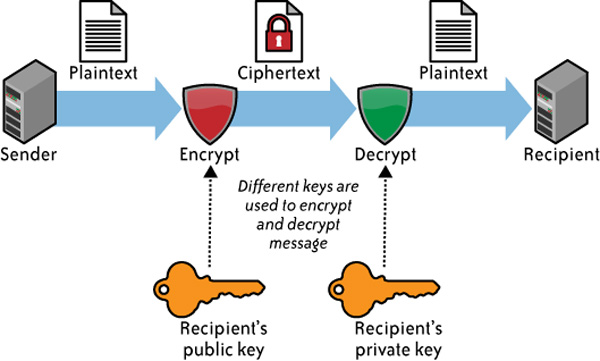 Plaintext
Ciphertext
Plaintext
Sender
Encrypt
Decrypt
Recipient
Different keys are
used to encrypt
and decrypt
message
Recipient's
public key
Recipient's
private key